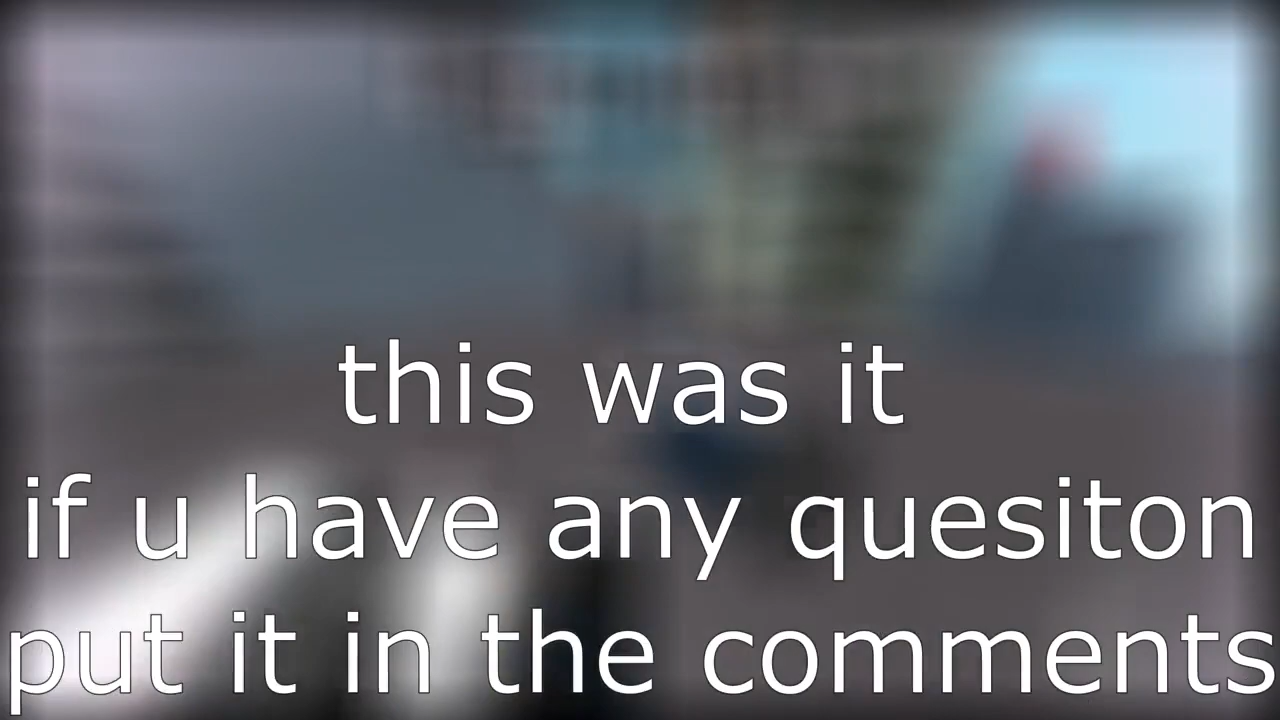 this was it
if u have any quesiton
put it in the comments